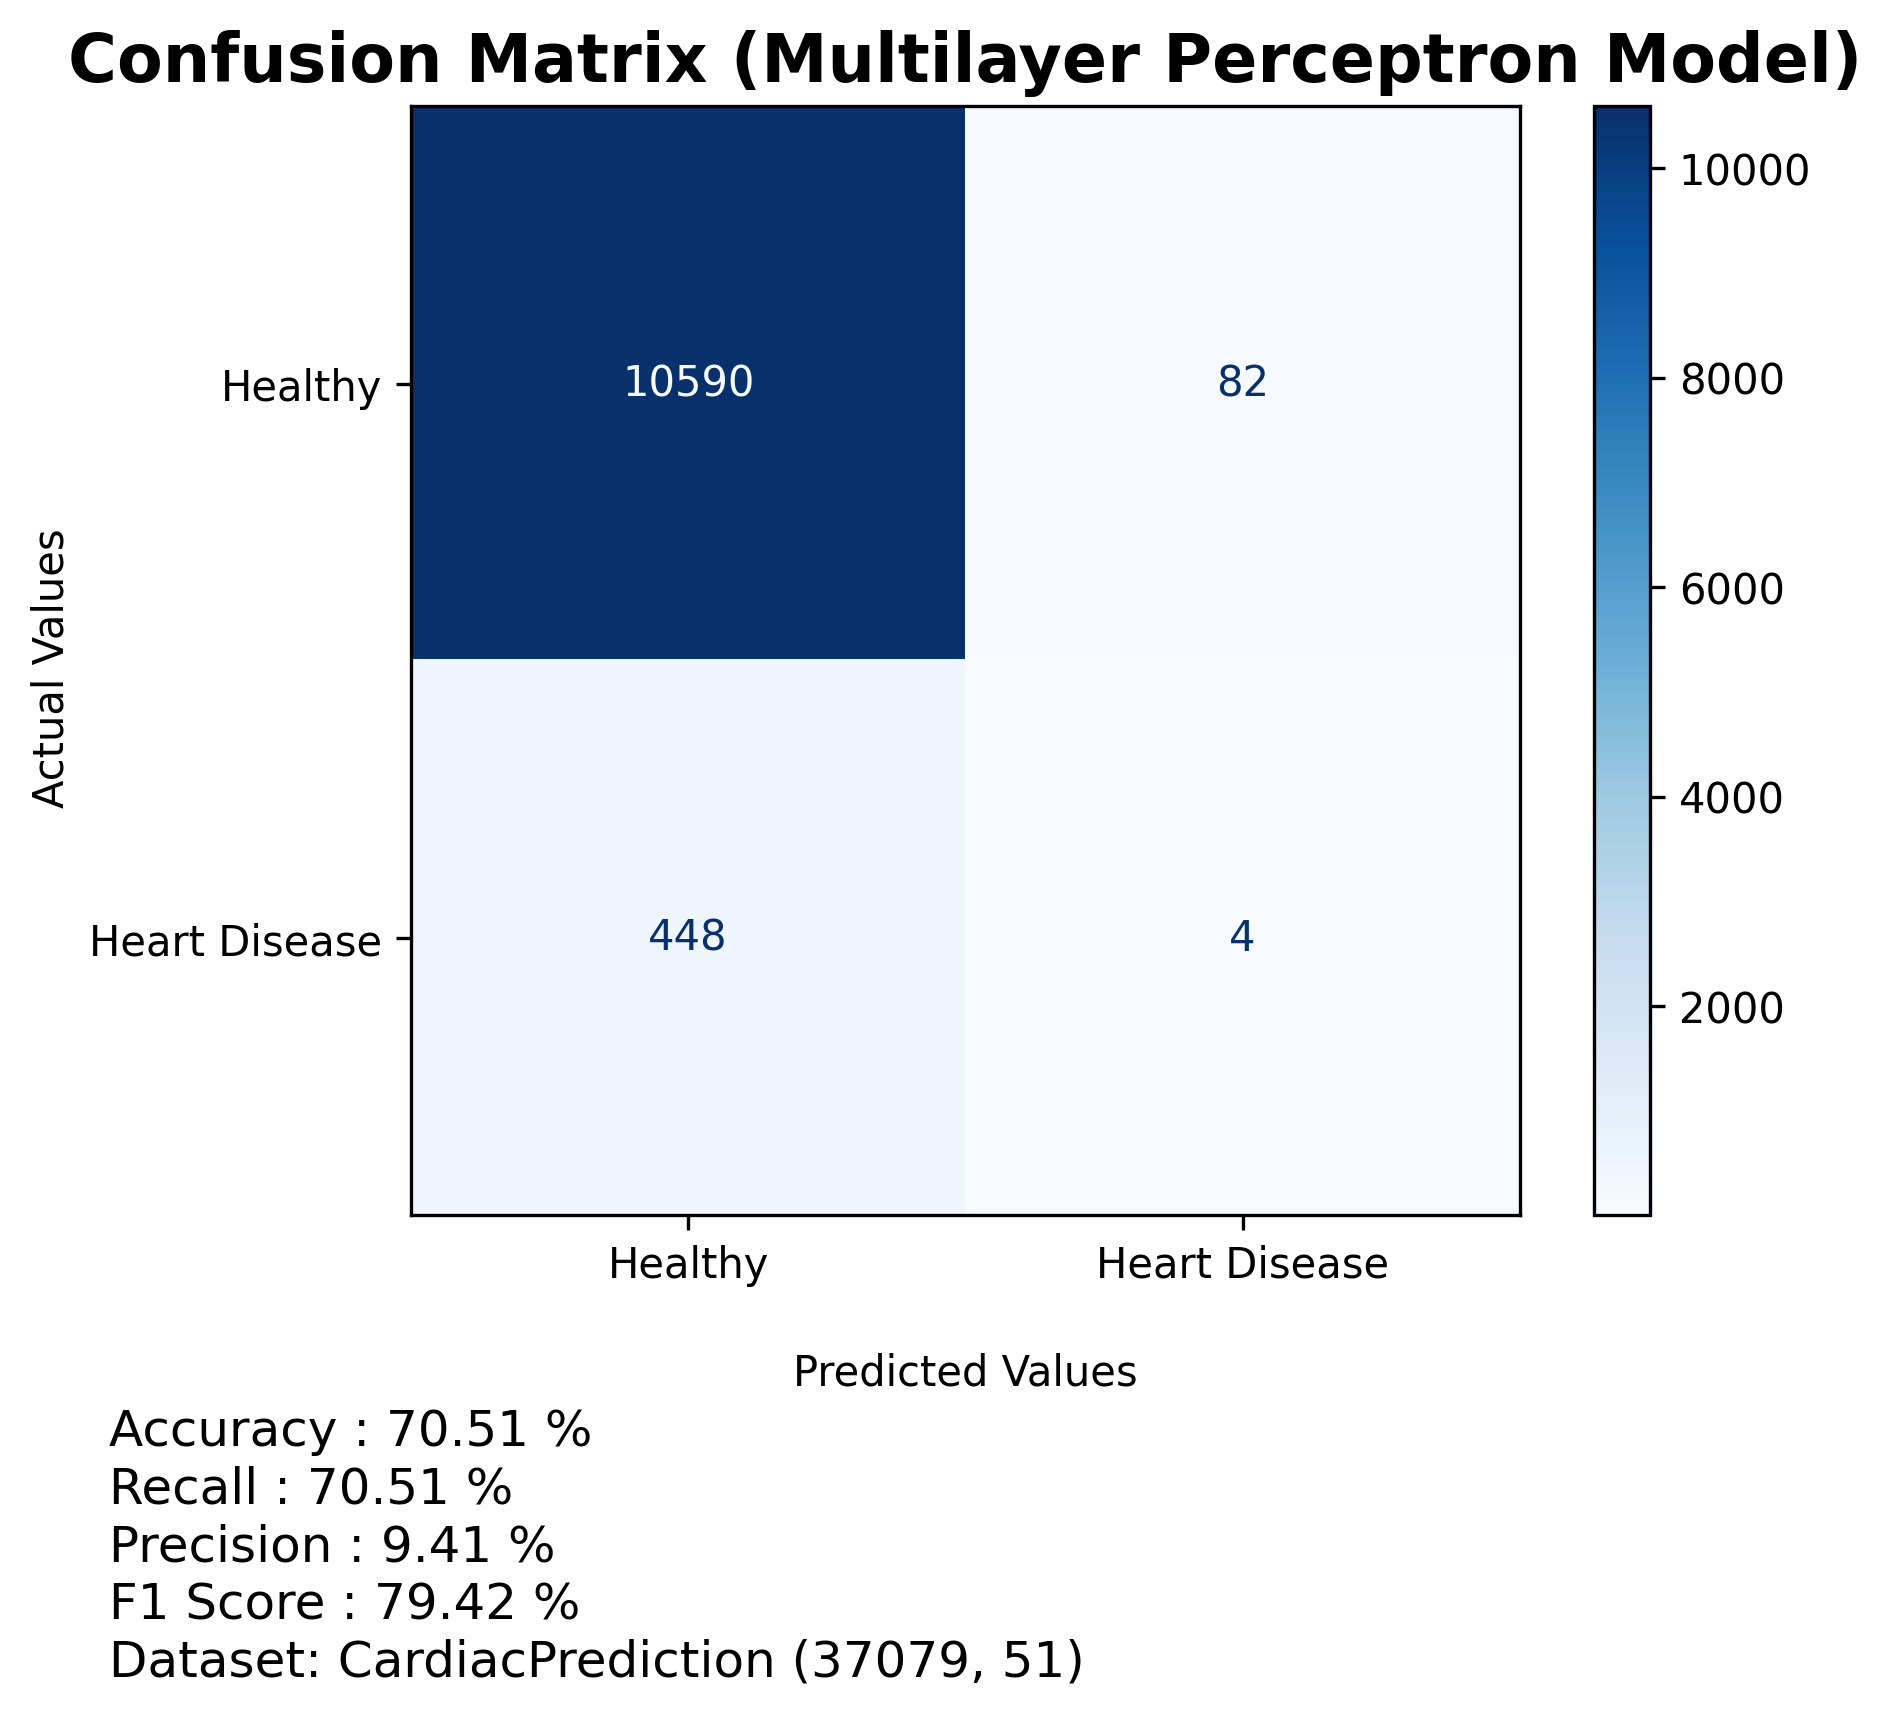 Confusion Matrix (Multilayer Perceptron Model)
10000
8000
6000
4000
2000
Actual Values
Healthy
10590
82
Heart Disease
448
4
Healthy
Heart Disease
Predicted Values
Accuracy : 70.51 %
Recall : 70.51 %
Precision : 9.41 %
F1 Score : 79.42 %
Dataset: CardiacPrediction (37079, 51)